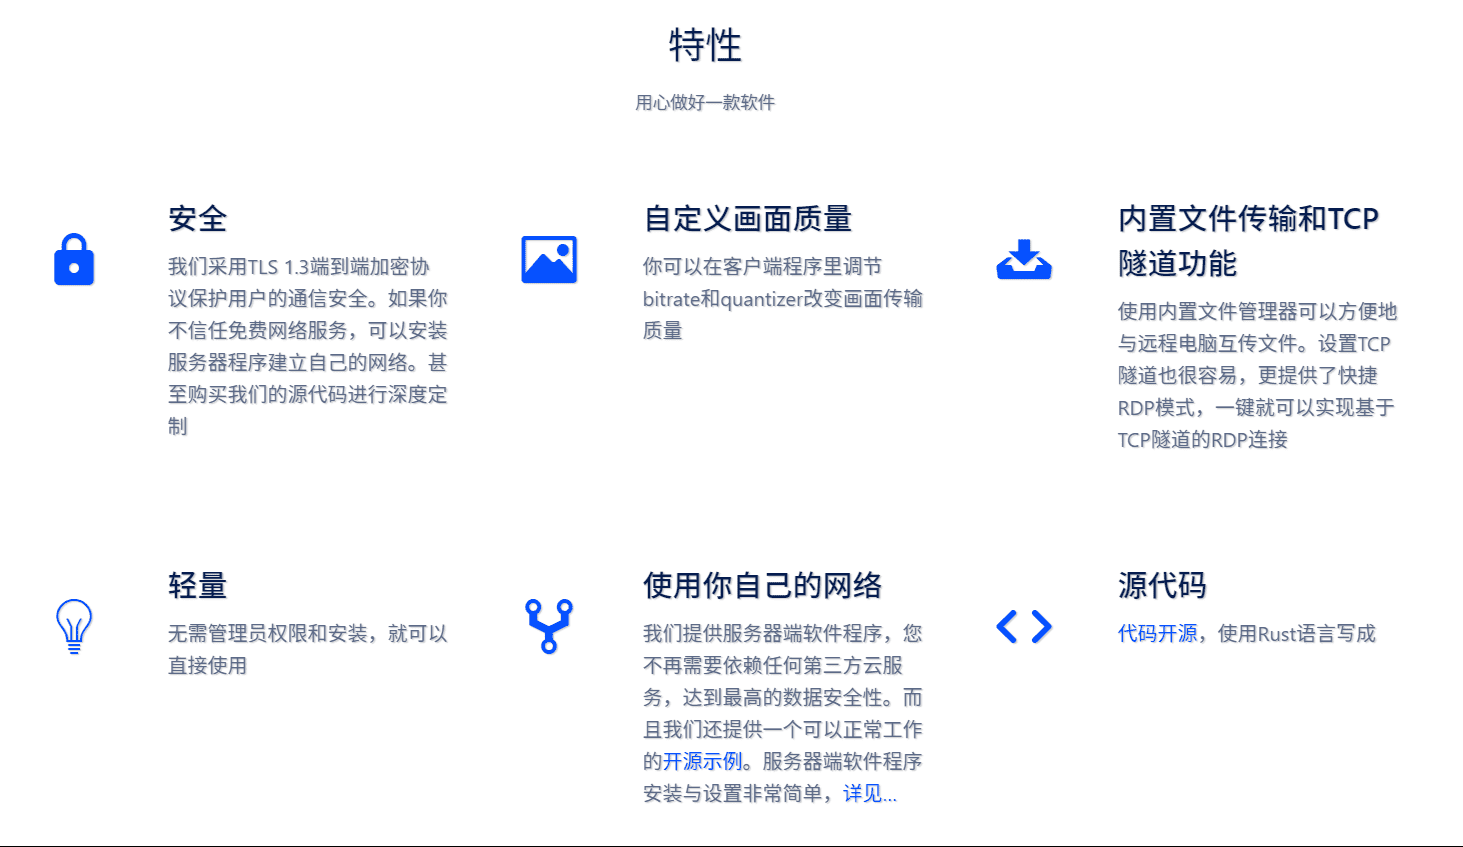 特性
用心做好一款软件
安全
我们采用TLS 1.3端到端加密协
议保护用户的通信安全。如果你
不信任免费网络服务，可以安装
服务器程序建立自己的网络。甚
至购买我们的源代码进行深度定
制
自定义画面质量
你可以在客户端程序里调节
bitrate和quantizer改变画面传输
质量
内置文件传输和TCP
隧道功能
使用内置文件管理器可以方便地
与远程电脑互传文件。设置TCP
隧道也很容易，更提供了快捷
RDP模式，一键就可以实现基于
TCP隧道的RDP连接
轻量
无需管理员权限和安装，就可以
直接使用
使用你自己的网络
我们提供服务器端软件程序，您
不再需要依赖任何第三方云服
务，达到最高的数据安全性。而
且我们还提供一个可以正常工作
的开源示例。服务器端软件程序
安装与设置非常简单，详见...
源代码
代码开源，使用Rust语言写成